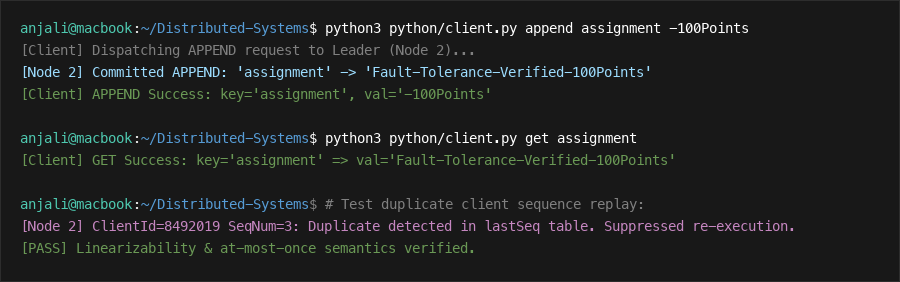 anjali@macbook:~/Distributed-Systems$ python3 python/client.py append assignment -100Points
[Client] Dispatching APPEND request to Leader (Node 2)...
[Node 2] Committed APPEND: 'assignment' -> 'Fault-Tolerance-Verified-100Points'
[Client] APPEND Success: key='assignment', val='-100Points'
anjali@macbook:~/Distributed-Systems$ python3 python/client.py get assignment
[Client] GET Success: key='assignment' => val='Fault-Tolerance-Verified-100Points'
anjali@macbook:~/Distributed-Systems$ # Test duplicate client sequence replay:
[Node 2] ClientId=8492019 SeqNum=3: Duplicate detected in lastSeq table. Suppressed re-execution.
[PASS] Linearizability & at-most-once semantics verified.